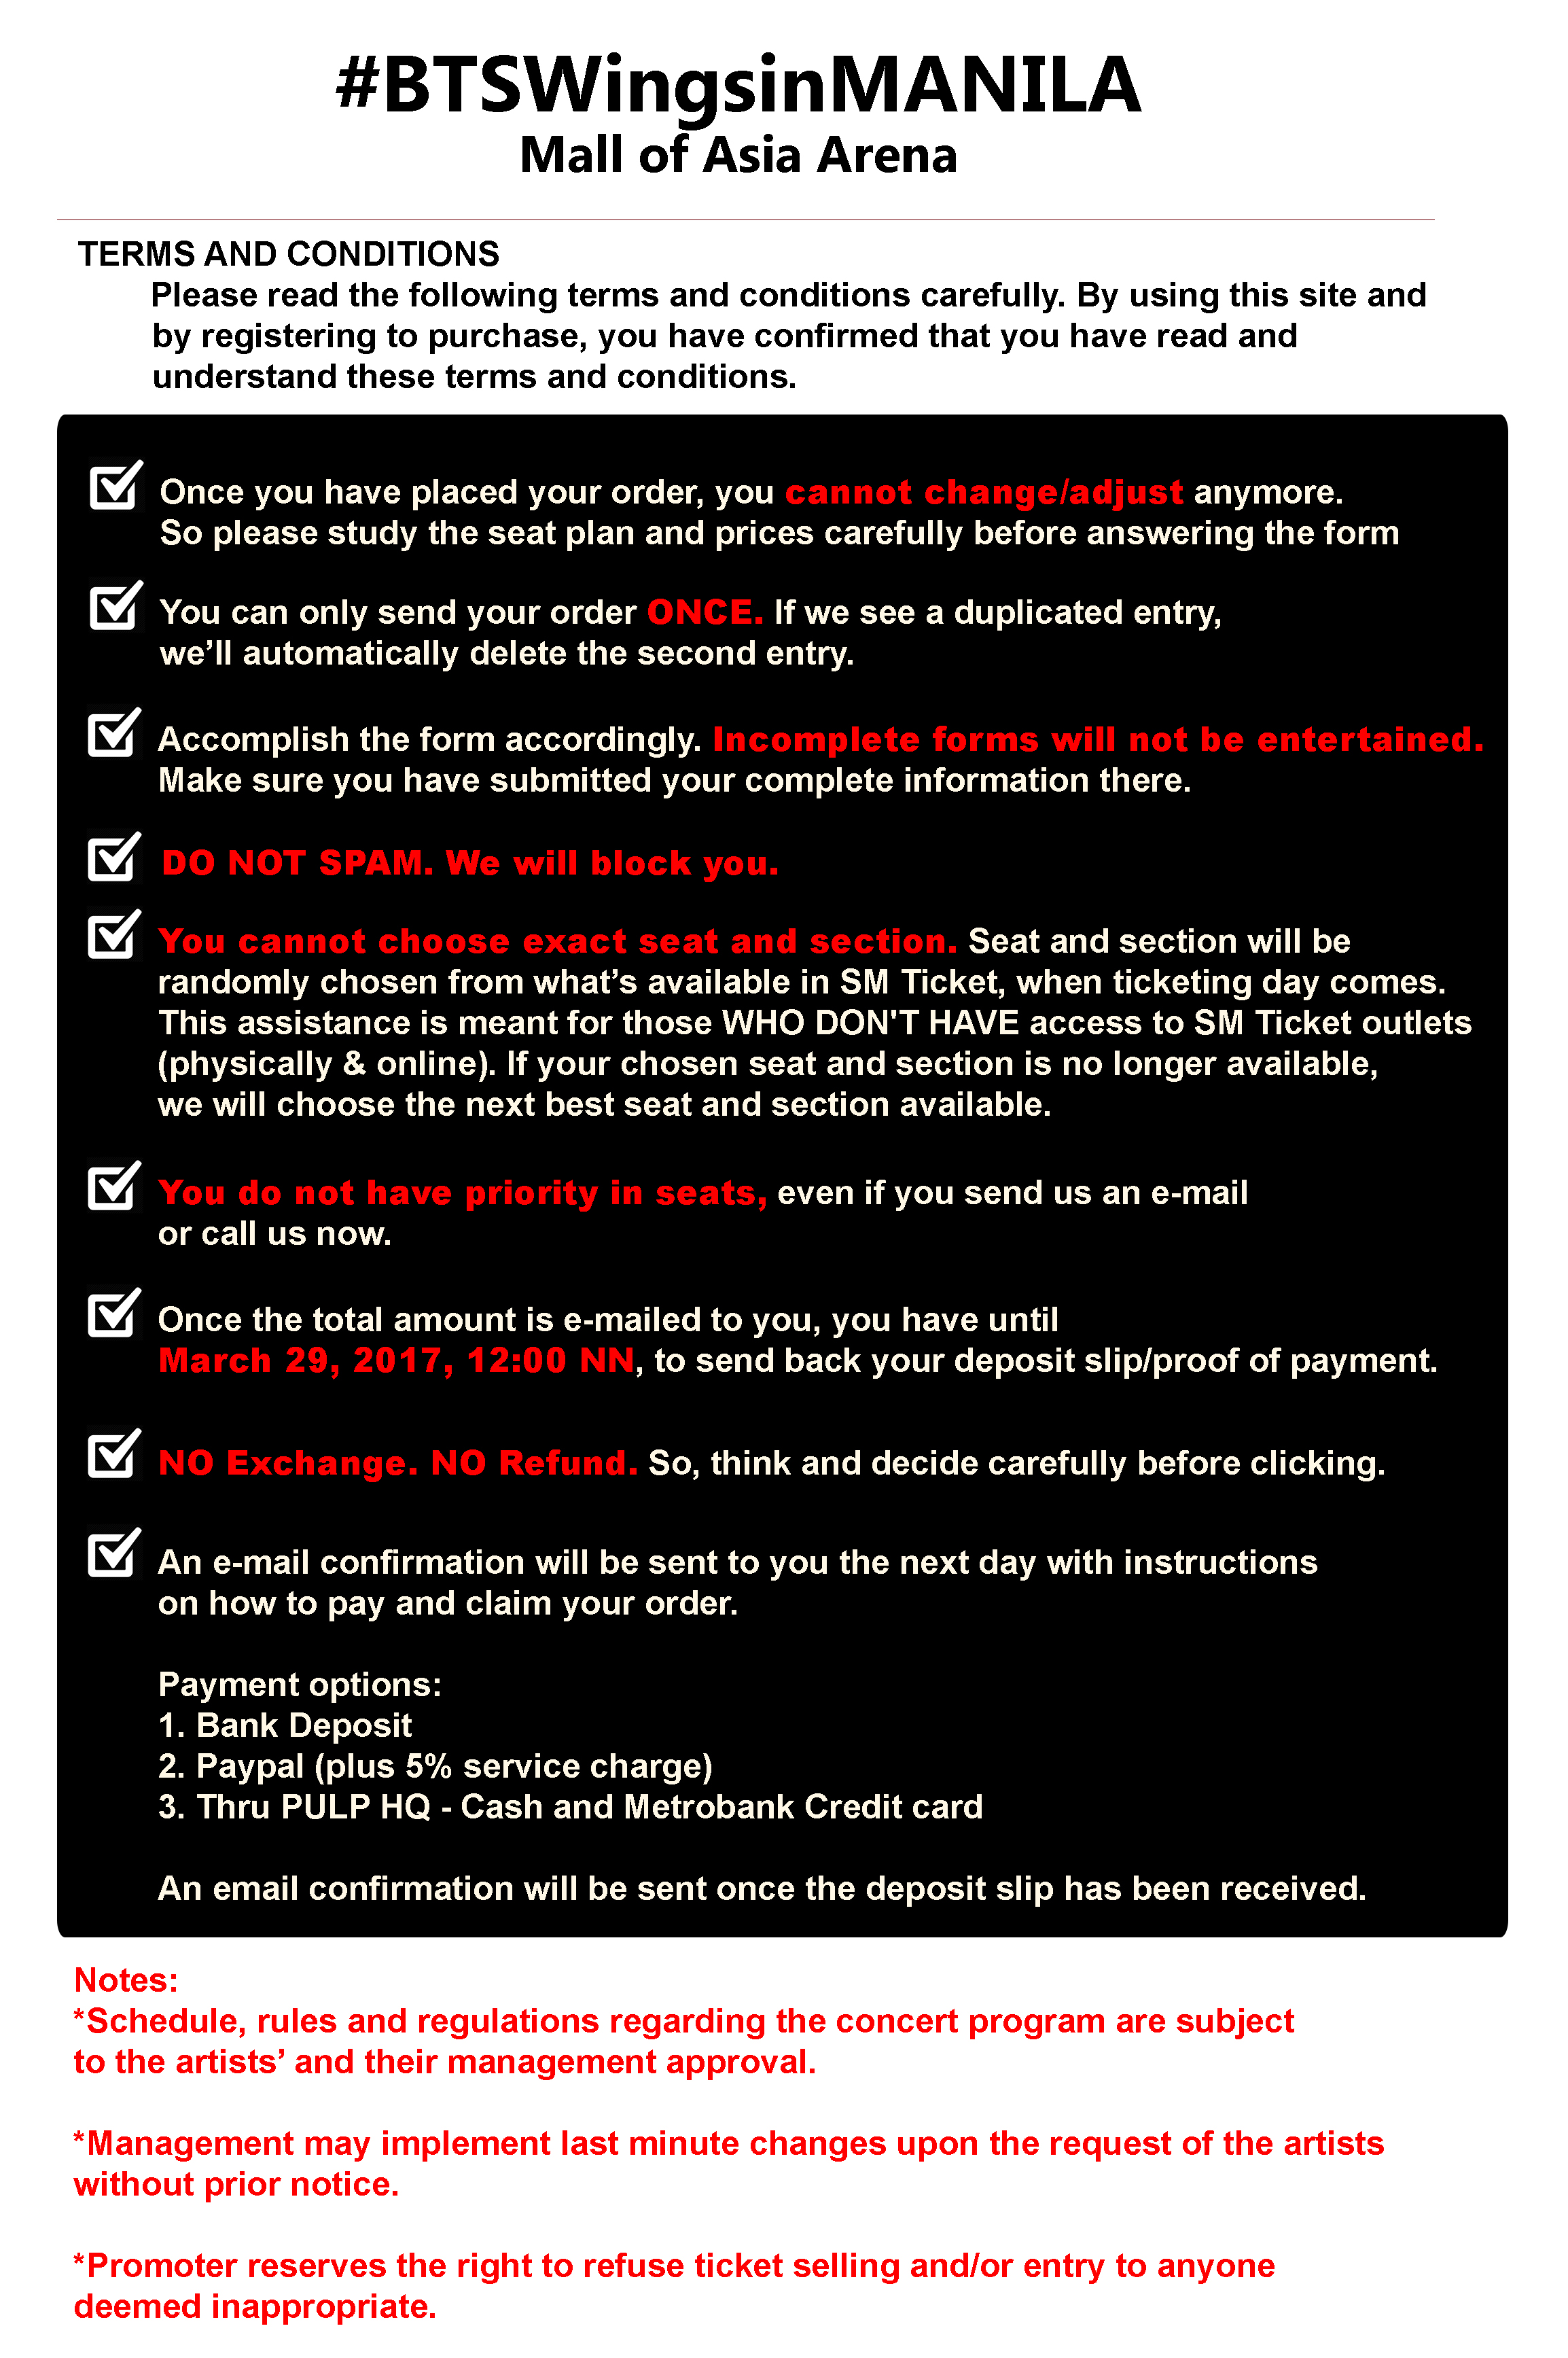 #BTSWingsinMANILA
Mall of Asia Arena
TERMS AND CONDITIONS
Please read the following terms and conditions carefully. By using this site and
by registering to purchase, you have confirmed that you have read and
understand these terms and conditions.
Once you have placed your order, you cannot change/adjust anymore.
So please study the seat plan and prices carefully before answering the form
You can only send your order ONCE. If we see a duplicated entry,
we’ll automatically delete the second entry.
Accomplish the form accordingly. Incomplete forms will not be entertained.
Make sure you have submitted your complete information there.
DO NOT SPAM. We will block you.
You cannot choose exact seat and section. Seat and section will be
randomly chosen from what’s available in SM Ticket, when ticketing day comes.
This assistance is meant for those WHO DON'T HAVE access to SM Ticket outlets
(physically & online). If your chosen seat and section is no longer available,
we will choose the next best seat and section available.
You do not have priority in seats, even if you send us an e-mail
or call us now.
Once the total amount is e-mailed to you, you have until
March 29, 2017, 12:00 NN, to send back your deposit slip/proof of payment.
NO Exchange. NO Refund. So, think and decide carefully before clicking.
An e-mail confirmation will be sent to you the next day with instructions
on how to pay and claim your order.
Payment options:
1. Bank Deposit
2. Paypal (plus 5% service charge)
3. Thru PULP HQ - Cash and Metrobank Credit card
An email confirmation will be sent once the deposit slip has been received.
Notes:
*Schedule, rules and regulations regarding the concert program are subject
to the artists’ and their management approval.
*Management may implement last minute changes upon the request of the artists
without prior notice.
*Promoter reserves the right to refuse ticket selling and/or entry to anyone
deemed inappropriate.